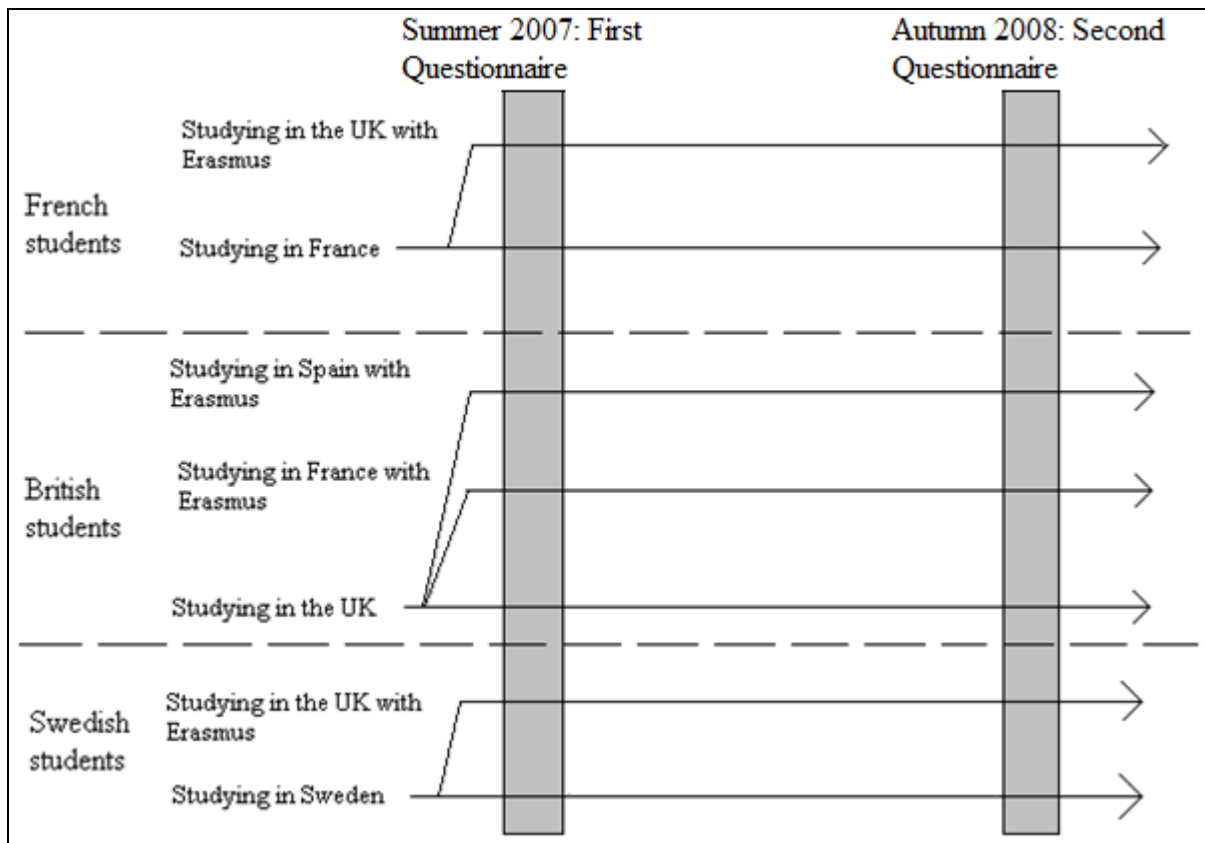 Summer 2007: First
Questionnaire
Autumn 2008: Second
Questionnaire
French
students
Studying in the UK with
Erasmus
Studying in France
British
students
Studying in Spain with
Erasmus
Studying in France with
Erasmus
Studying in the UK
Swedish
students
Studying in the UK with
Erasmus
Studying in Sweden